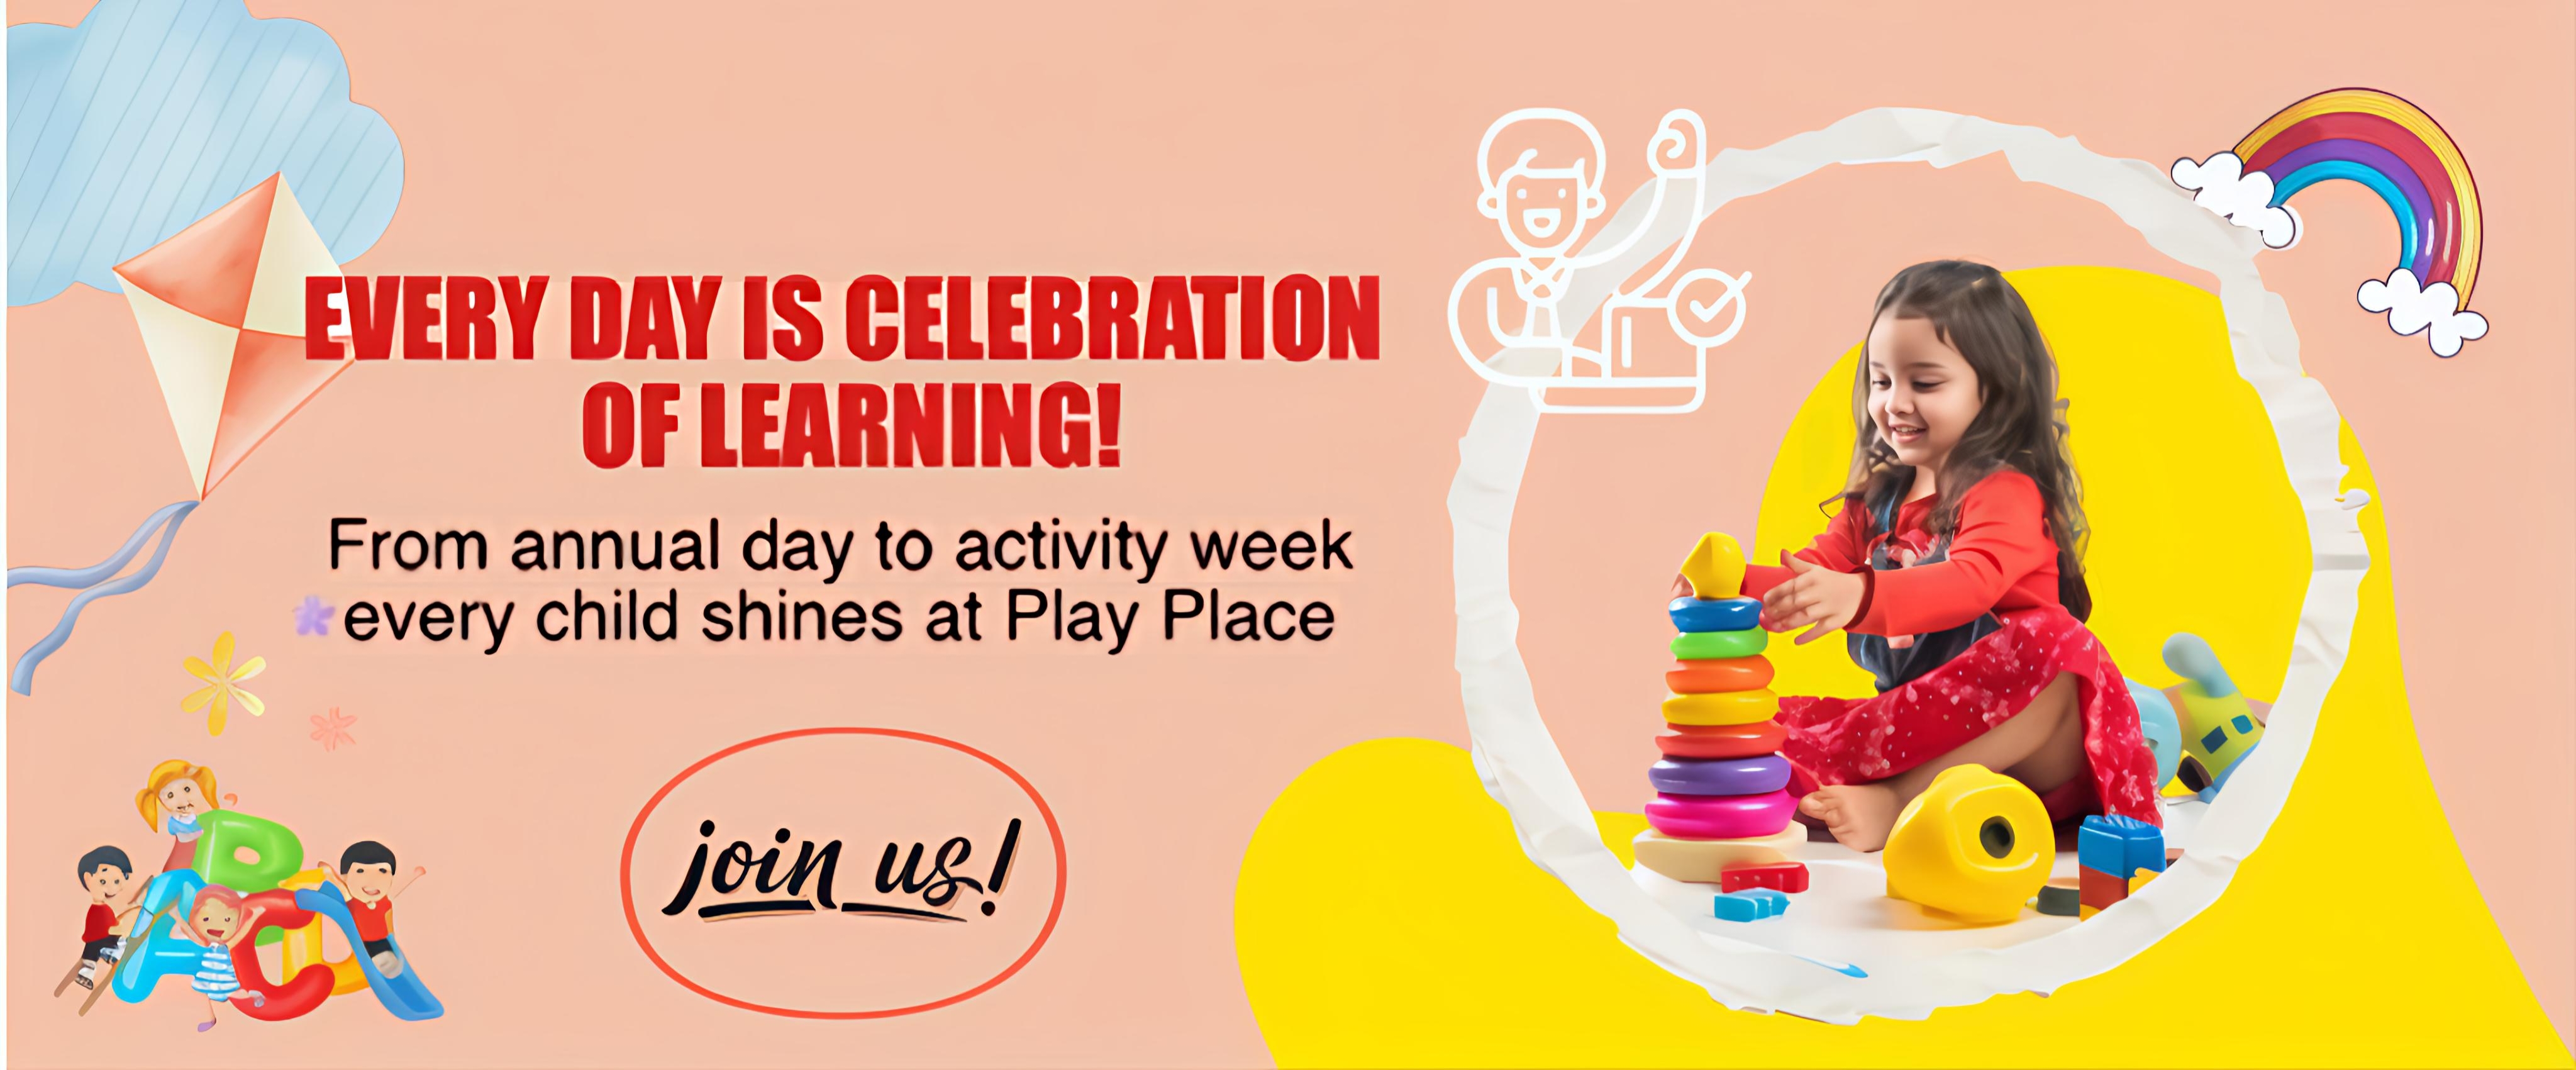 EVERY DAY IS CELEBRATION
OF LEARNING!
From annual day to activity week
every child shines at Play Place
join us!
A B C D